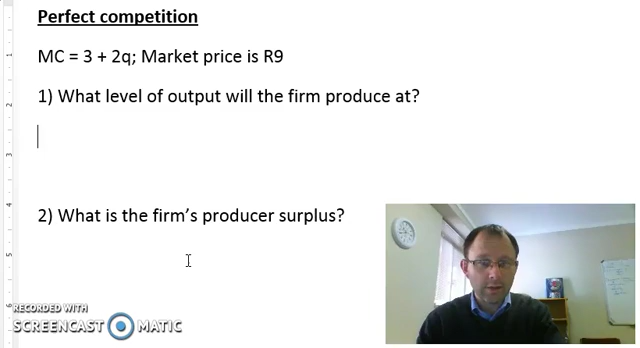 Perfect competition
MC = 3 + 2q; Market price is R9
1) What level of output will the firm produce at?
2) What is the firm's producer surplus?
RECORDED WITH
SCREENCAST MATIC